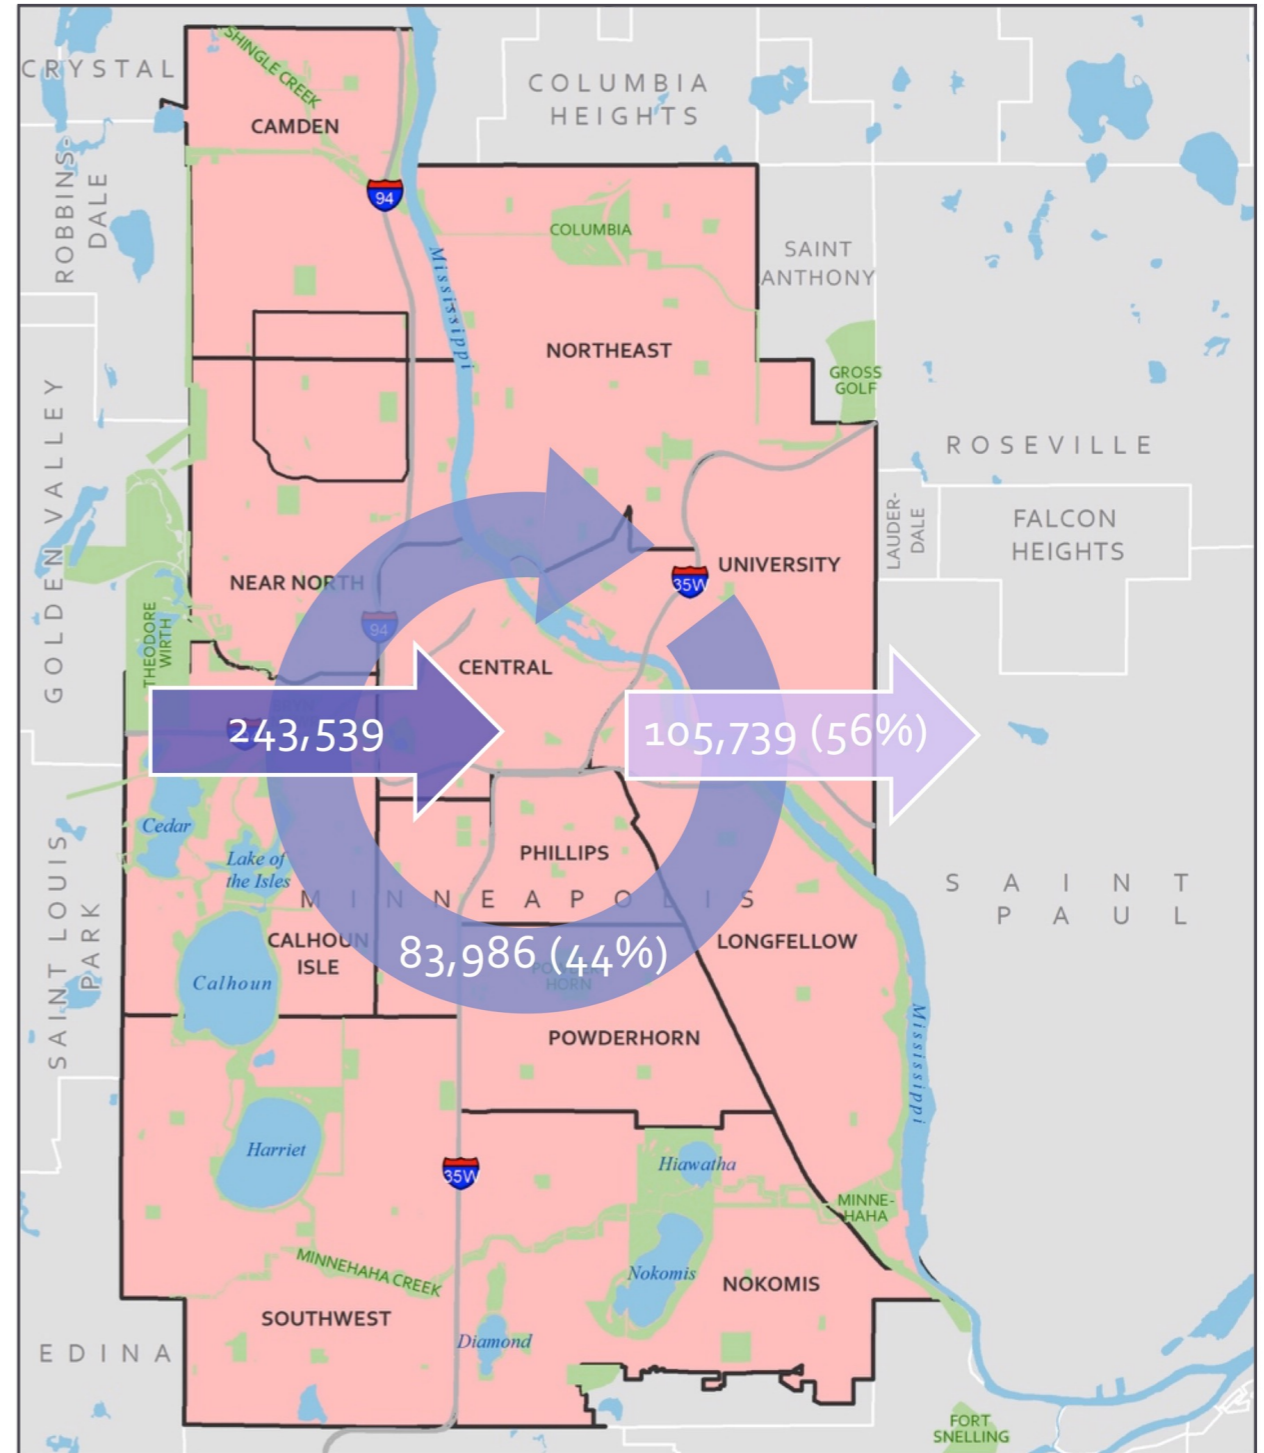 SHINGLE CREEK
CRYSTAL
COLUMBIA
HEIGHTS
CAMDEN
ROBBINS-
DALE
94
COLUMBIA
SAINT
ANTHONY
Mississippi
NORTHEAST
GROSS
GOLF
GOLDEN VALLEY
ROSEVILLE
LAUDER-
DALE
FALCON
HEIGHTS
UNIVERSITY
NEAR NORTH
35W
94
THEODORE
WIRTH
CENTRAL
243,539
105,739 (56%)
Cedar
Lake of
the Isles
PHILLIPS
MINNEAPOLIS
SAINT
PAUL
SAINT LOUIS
PARK
CALHOUN
ISLE
Calhoun
83,986 (44%)
POWDER-
HORN
LONGFELLOW
POWDERHORN
Mississippi
Harriet
Hiawatha
35W
MINNE-
HAHA
MINNEHAHA CREEK
Nokomis
NOKOMIS
SOUTHWEST
Diamond
EDINA
FORT
SNELLING